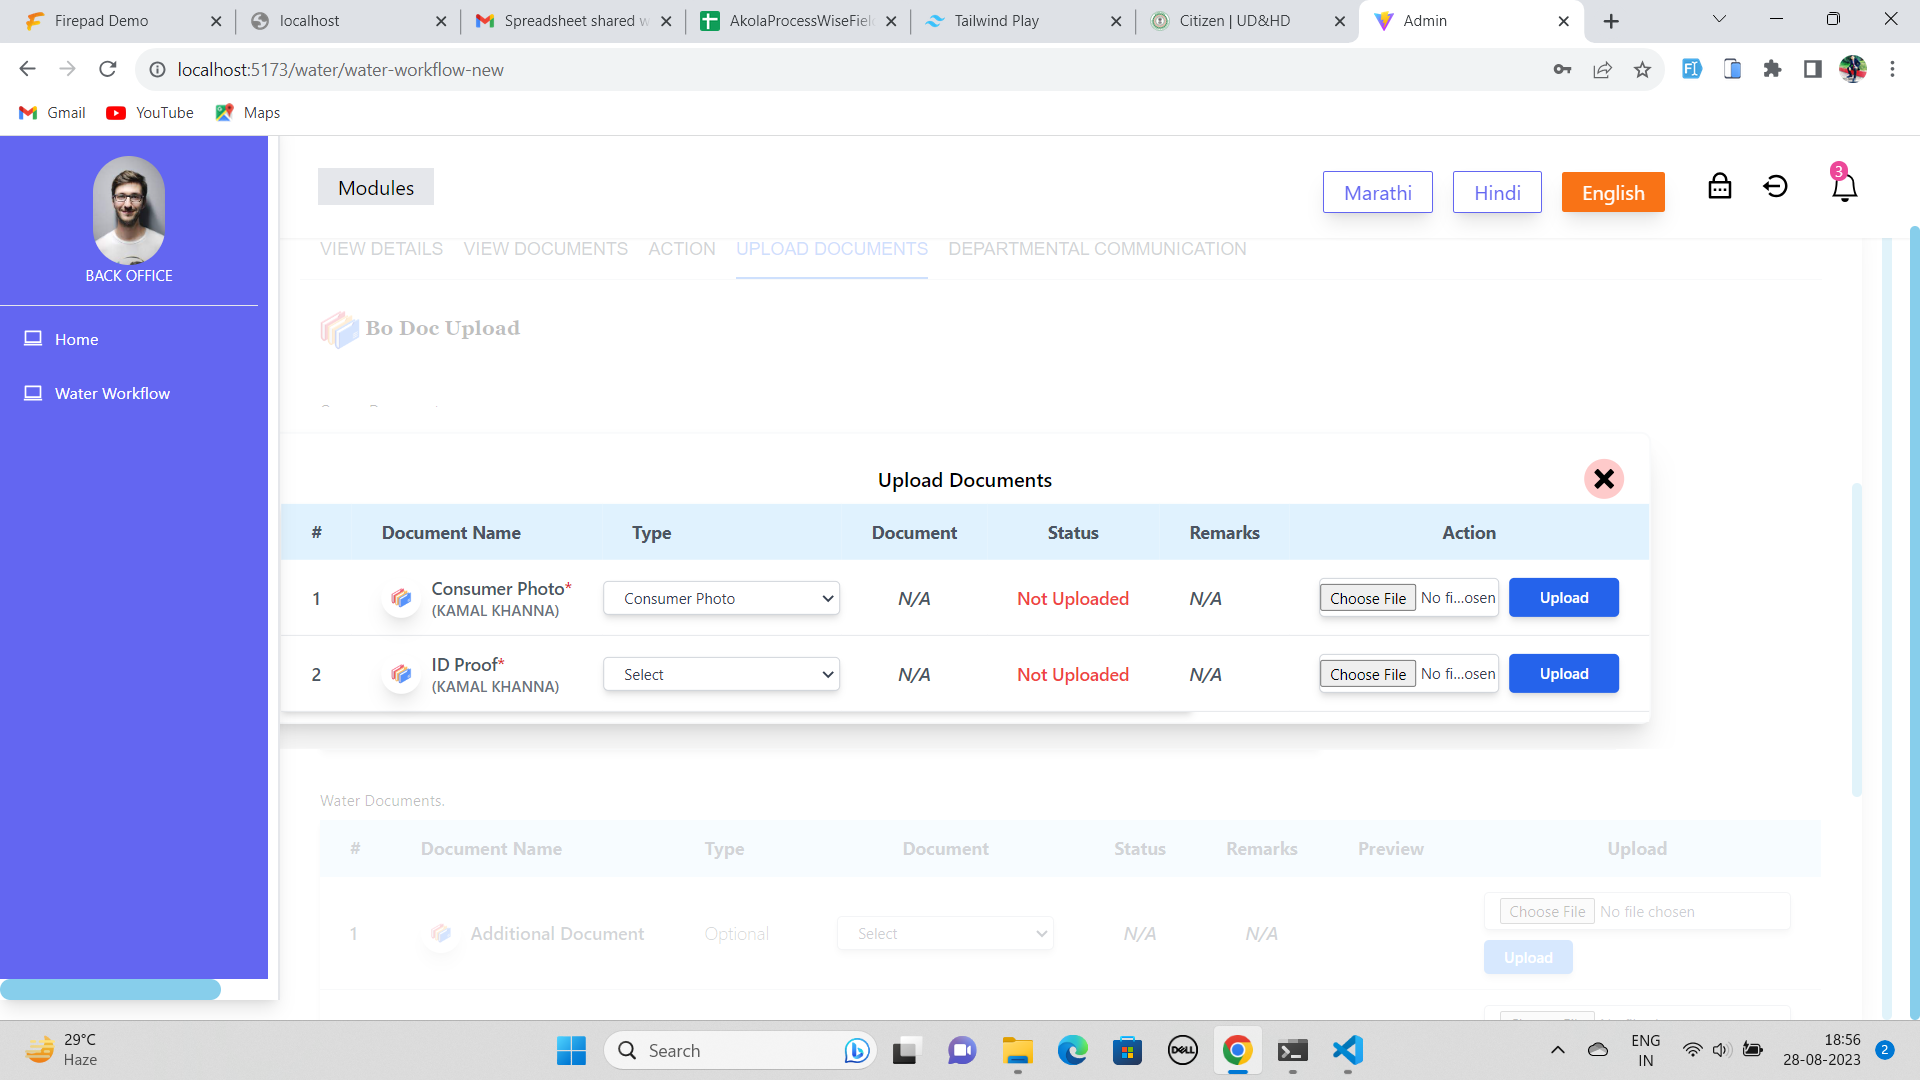 Firepad Demo
localhost
Spreadsheet shared w
AkolaProcessWiseField
Tailwind Play
Citizen | UD&HD
Admin
localhost:5173/water/water-workflow-new
Gmail
YouTube
Maps
BACK OFFICE
Home
Water Workflow
Modules
Marathi
Hindi
English
3
VIEW DETAILS
VIEW DOCUMENTS
ACTION
UPLOAD DOCUMENTS
DEPARTMENTAL COMMUNICATION
Bo Doc Upload
Upload Documents
# Document Name Type Document Status Remarks Action
1 Consumer Photo* Consumer Photo N/A Not Uploaded N/A Choose File No fi...osen Upload
(KAMAL KHANNA)
2 ID Proof* Select N/A Not Uploaded N/A Choose File No fi...osen Upload
(KAMAL KHANNA)
Water Documents.
# Document Name Type Document Status Remarks Preview Upload
1 Additional Document Optional Select N/A N/A Choose File No file chosen
Upload
29°C
Haze
Search
DELL
ENG
IN
18:56
28-08-2023
2